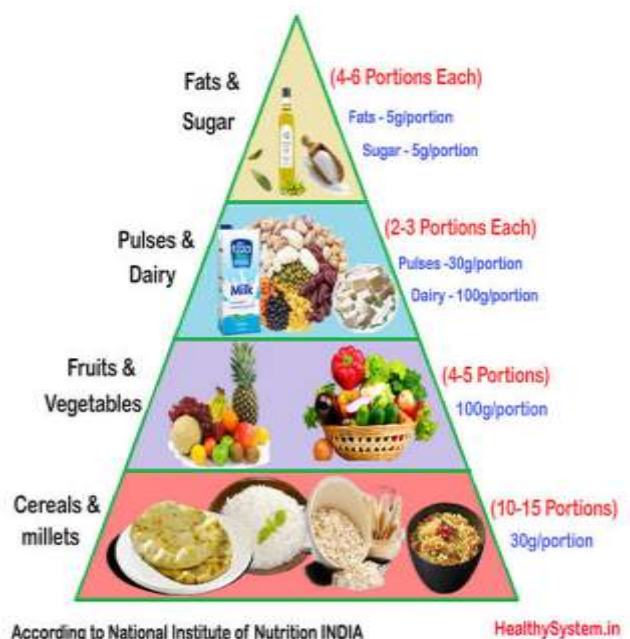 Fats &
Sugar
(4-6 Portions Each)
Fats - 5g/portion
Sugar - 5g/portion
Pulses &
Dairy
(2-3 Portions Each)
Pulses -30g/portion
Dairy - 100g/portion
Milk
Fruits &
Vegetables
(4-5 Portions)
100g/portion
Cereals &
millets
(10-15 Portions)
30g/portion
According to National Institute of Nutrition INDIA
HealthySystem.in